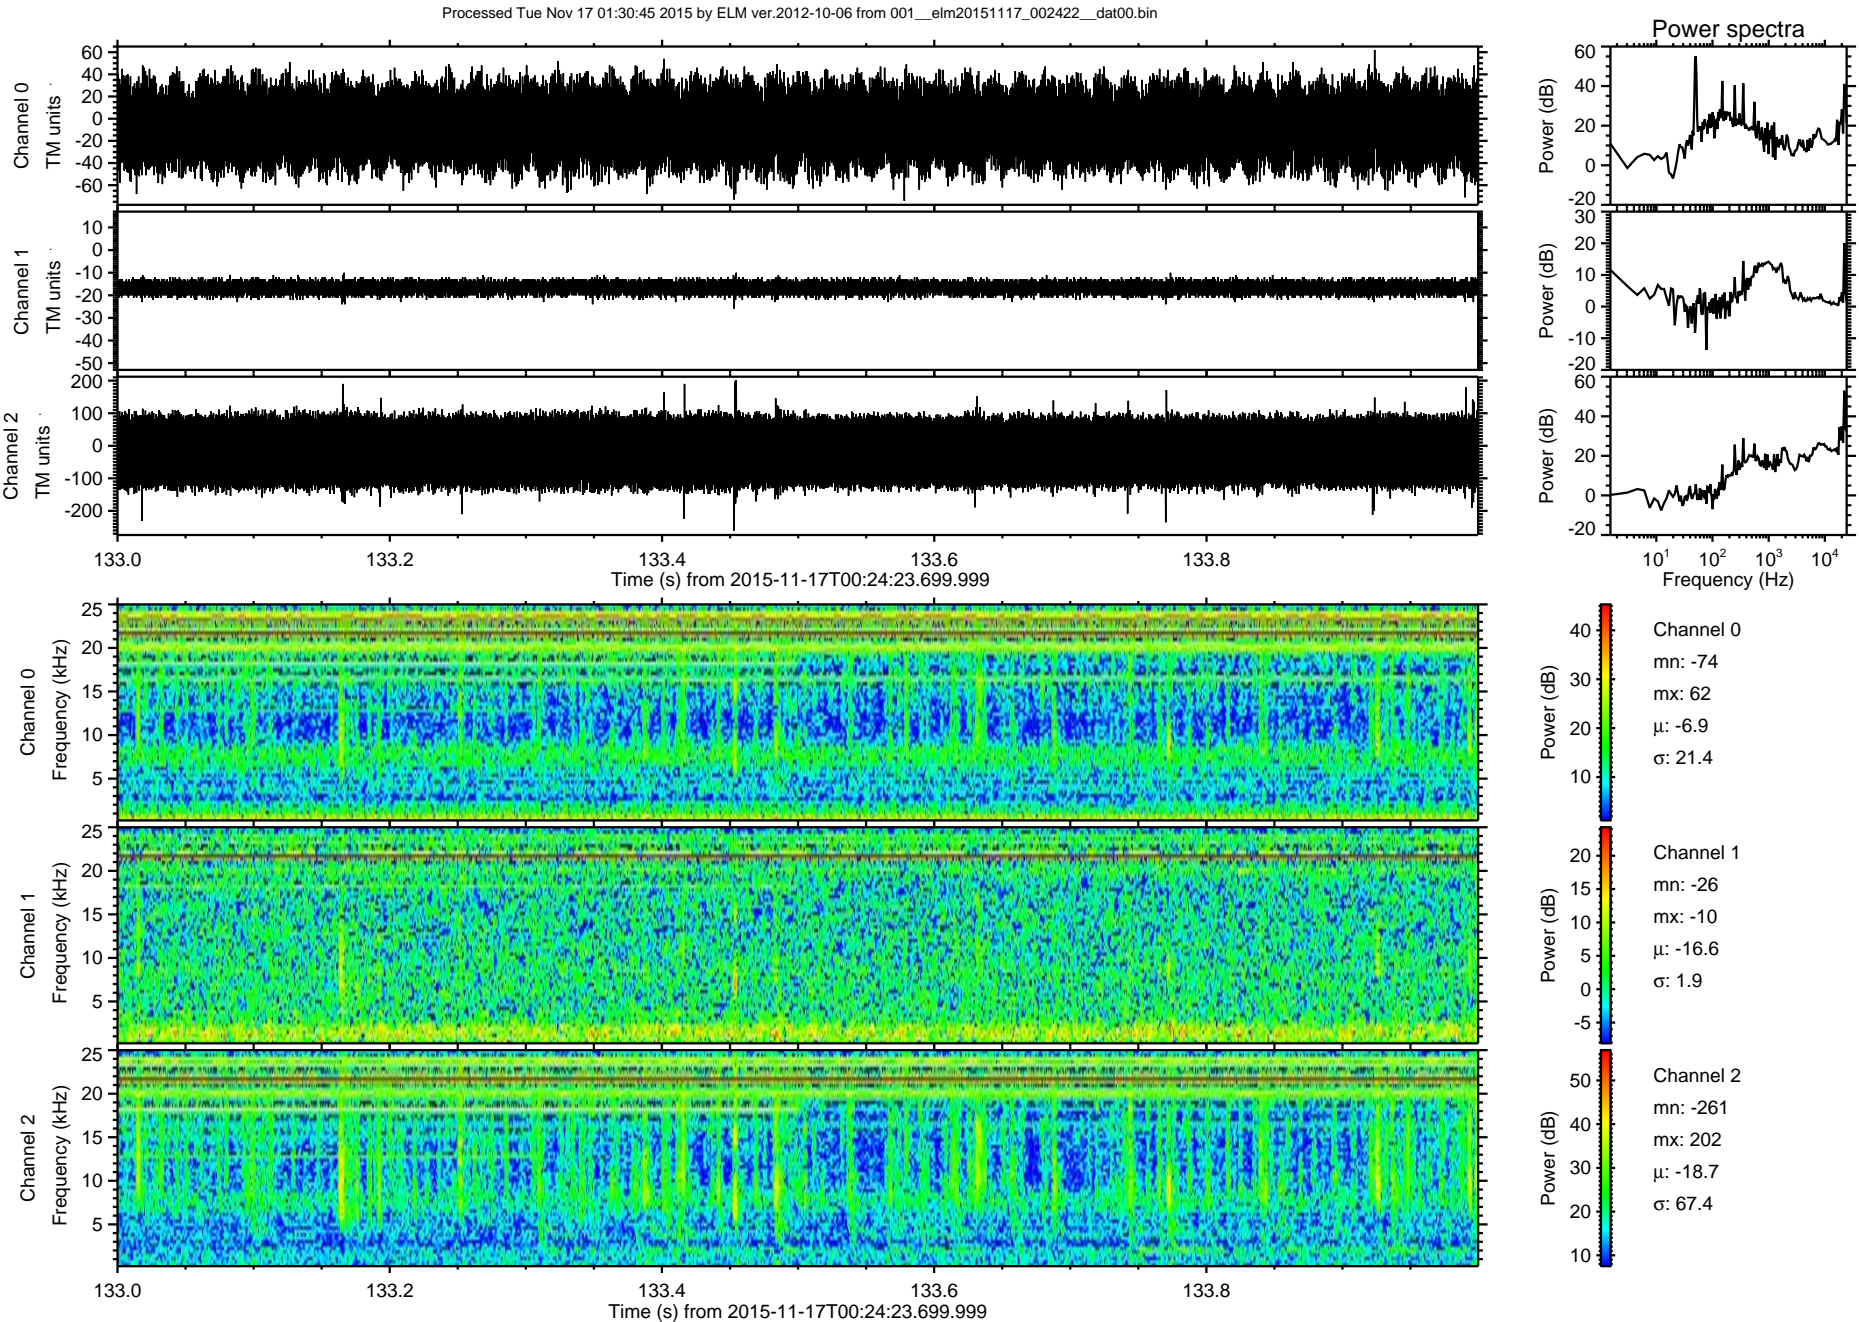 Processed Tue Nov 17 01:30:45 2015 by ELM ver.2012-10-06 from 001__elm20151117_002422__dat00.bin
Power spectra
Channel 0
TM units
60
40
20
0
-20
-40
-60
Power (dB)
60
40
20
0
-20
Channel 1
TM units
10
0
-10
-20
-30
-40
-50
Power (dB)
30
20
10
0
-10
-20
Channel 2
TM units
200
100
0
-100
-200
Power (dB)
60
40
20
0
-20
133.0 133.2 133.4 133.6 133.8
Time (s) from 2015-11-17T00:24:23.699.999
10¹ 10² 10³ 10⁴
Frequency (Hz)
Channel 0
Frequency (kHz)
25
20
15
10
5
Power (dB)
40
30
20
10
Channel 0
mn: -74
mx: 62
μ: -6.9
σ: 21.4
Channel 1
Frequency (kHz)
25
20
15
10
5
Power (dB)
20
15
10
5
0
-5
Channel 1
mn: -26
mx: -10
μ: -16.6
σ: 1.9
Channel 2
Frequency (kHz)
25
20
15
10
5
Power (dB)
50
40
30
20
10
Channel 2
mn: -261
mx: 202
μ: -18.7
σ: 67.4
133.0 133.2 133.4 133.6 133.8
Time (s) from 2015-11-17T00:24:23.699.999